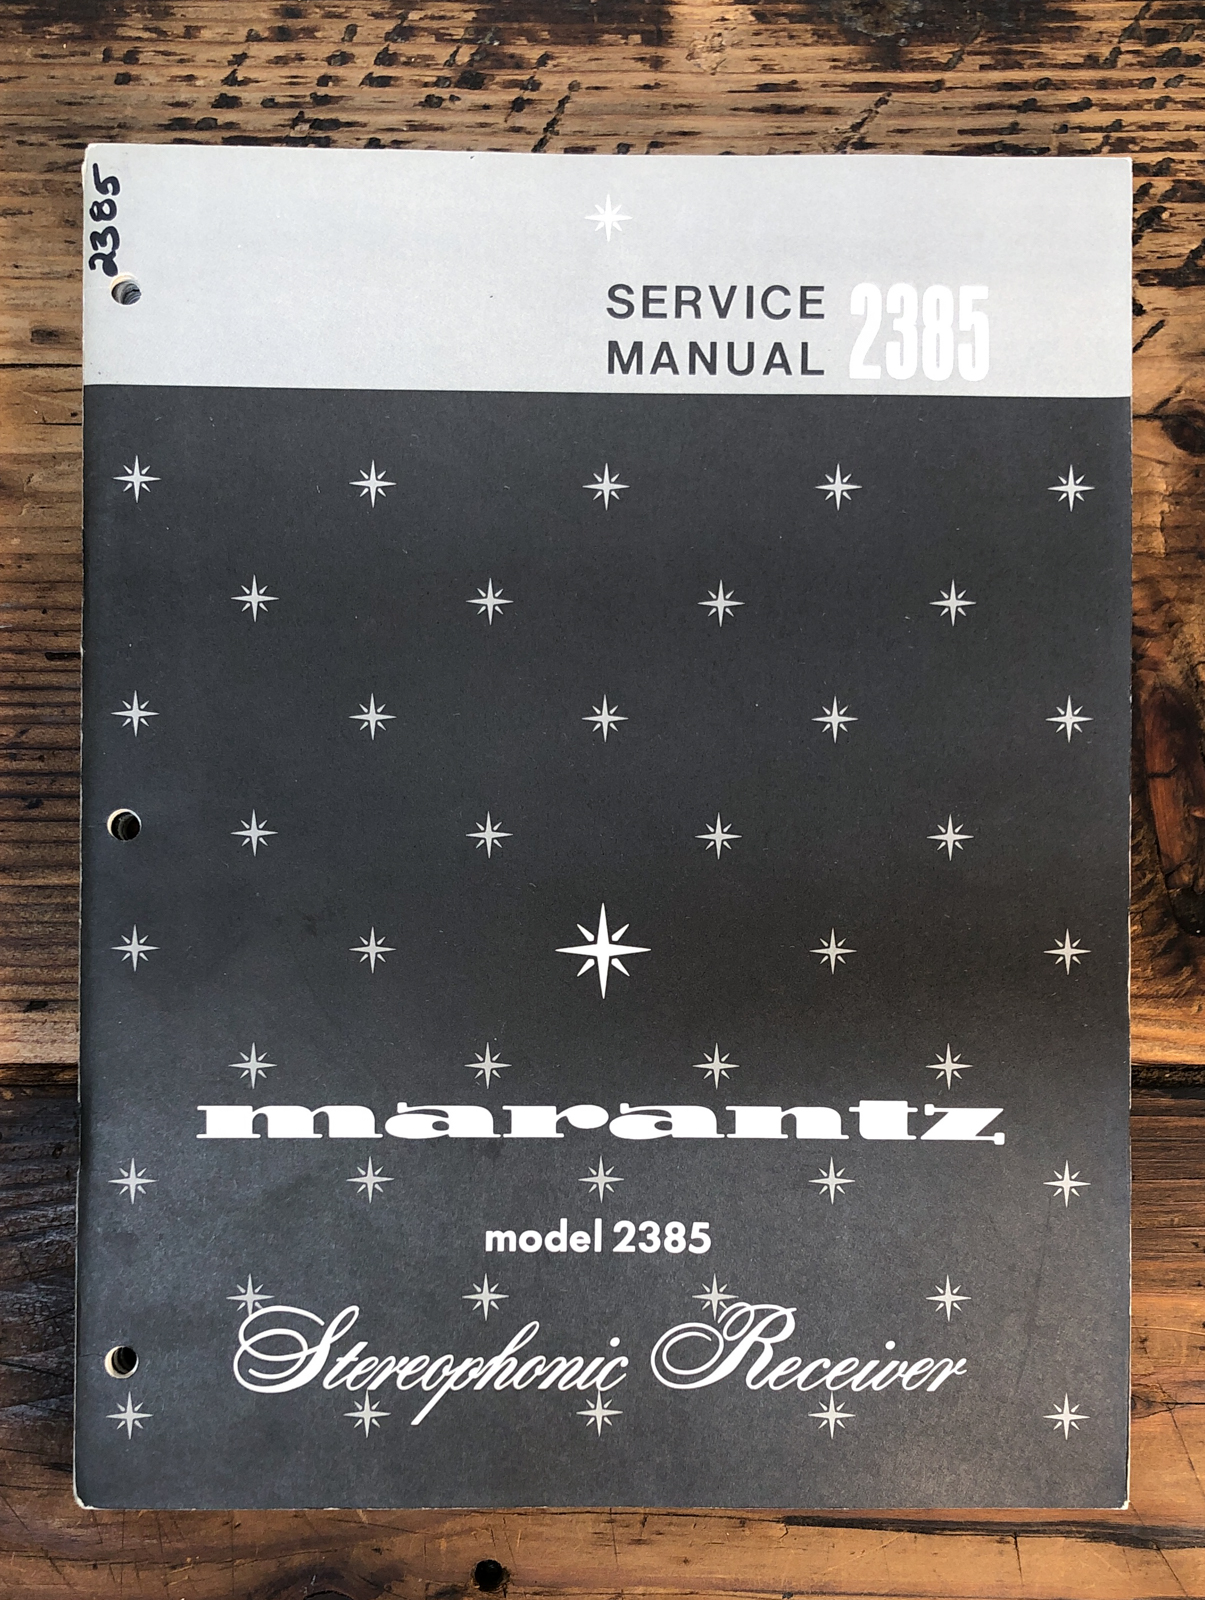 2385
SERVICE
MANUAL 2385
marantz
model 2385
Stereophonic Receiver